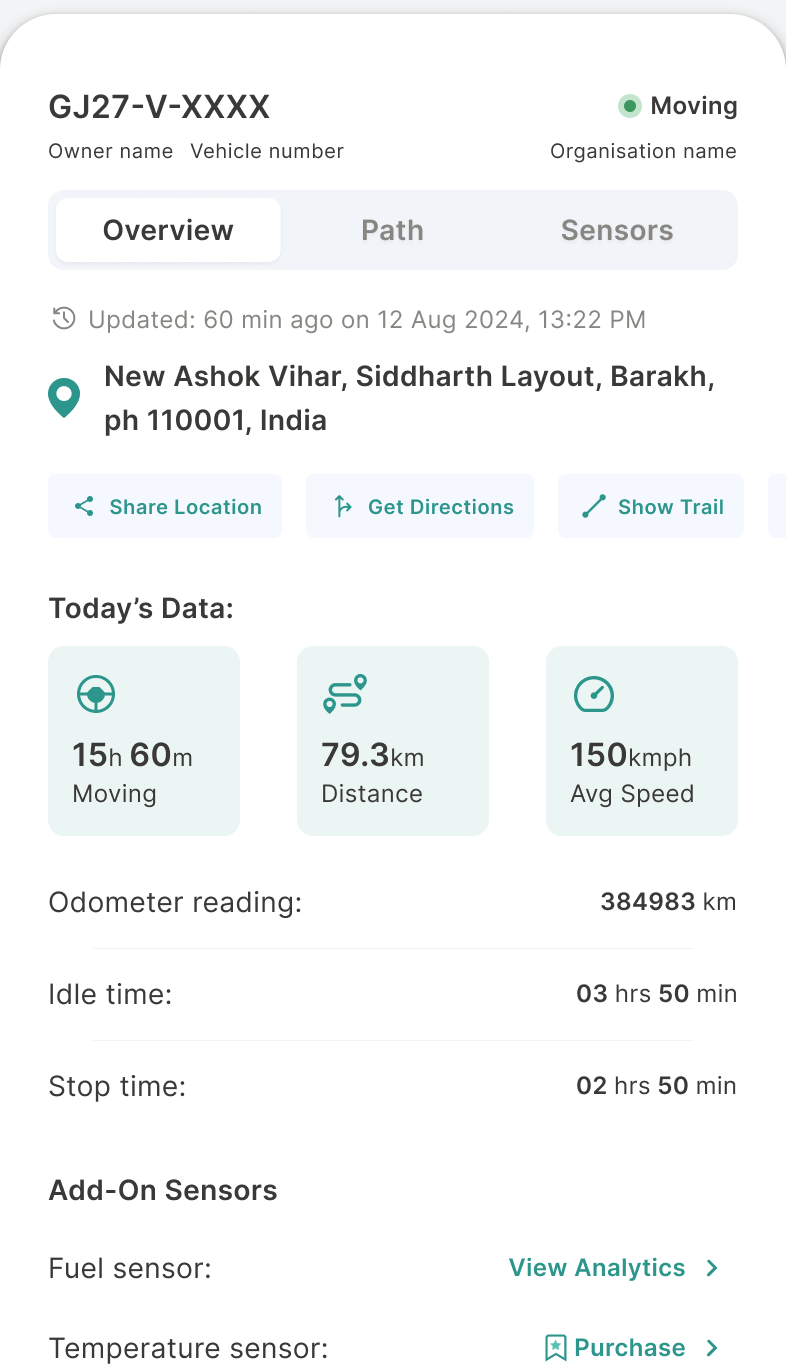 GJ27-V-XXXX
Moving
Owner name Vehicle number
Organisation name
Overview Path Sensors
Updated: 60 min ago on 12 Aug 2024, 13:22 PM
New Ashok Vihar, Siddharth Layout, Barakh,
ph 110001, India
Share Location Get Directions Show Trail
Today’s Data:
15h 60m
Moving
79.3km
Distance
150kmph
Avg Speed
Odometer reading: 384983 km
Idle time: 03 hrs 50 min
Stop time: 02 hrs 50 min
Add-On Sensors
Fuel sensor: View Analytics
Temperature sensor: Purchase